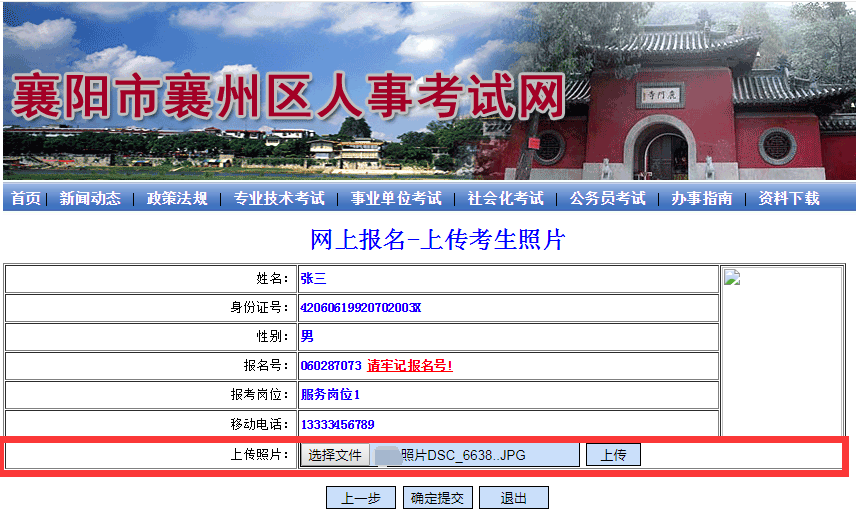 襄阳市襄州区人事考试网
鹿門寺
首页 | 新闻动态 | 政策法规 | 专业技术考试 | 事业单位考试 | 社会化考试 | 公务员考试 | 办事指南 | 资料下载
网上报名-上传考生照片
姓名: 张三
身份证号: 42060619920702003X
性别: 男
报名号: 060287073 请牢记报名号!
报考岗位: 服务岗位1
移动电话: 13333456789
上传照片: 选择文件 照片DSC_6638..JPG 上传
上一步 确定提交 退出